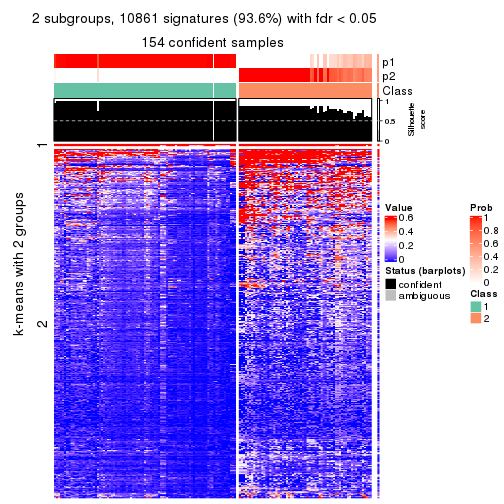 2 subgroups, 10861 signatures (93.6%) with fdr < 0.05
154 confident samples
p1
p2
Class
1
0.5
0
Silhouette
score
k-means with 2 groups
1
2
Value
0.6
0.4
0.2
0
Status (barplots)
confident
ambiguous
Prob
1
0.8
0.6
0.4
0.2
0
Class
1
2